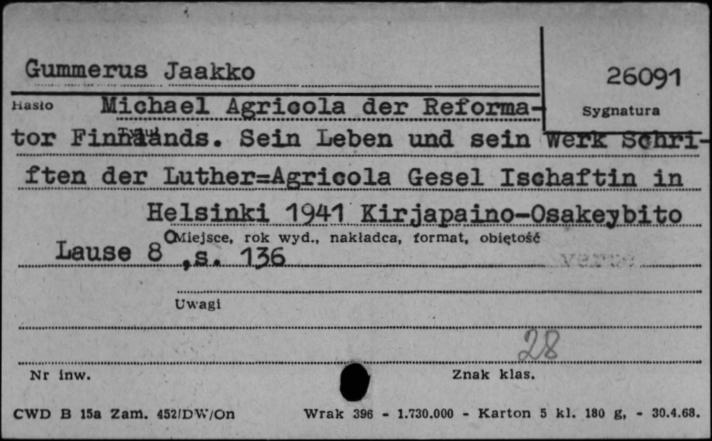 Gummerus Jaakko
26091
Hasło Michael Agricola der Reforma-
Sygnatura
tor Finnlands. Sein Leben und sein Werk Schri-
ften der Luther=Agricola Gesel Ischaftin in
Helsinki 1941 Kirjapaino-Osakeybito
Miejsce, rok wyd., nakładca, format, obiętość
Lause 8° ,s. 136
Uwagi
28
Nr inw.
Znak klas.
CWD B 15a Zam. 452/DW/On Wrak 396 - 1.730.000 - Karton 5 kl. 180 g, - 30.4.68.